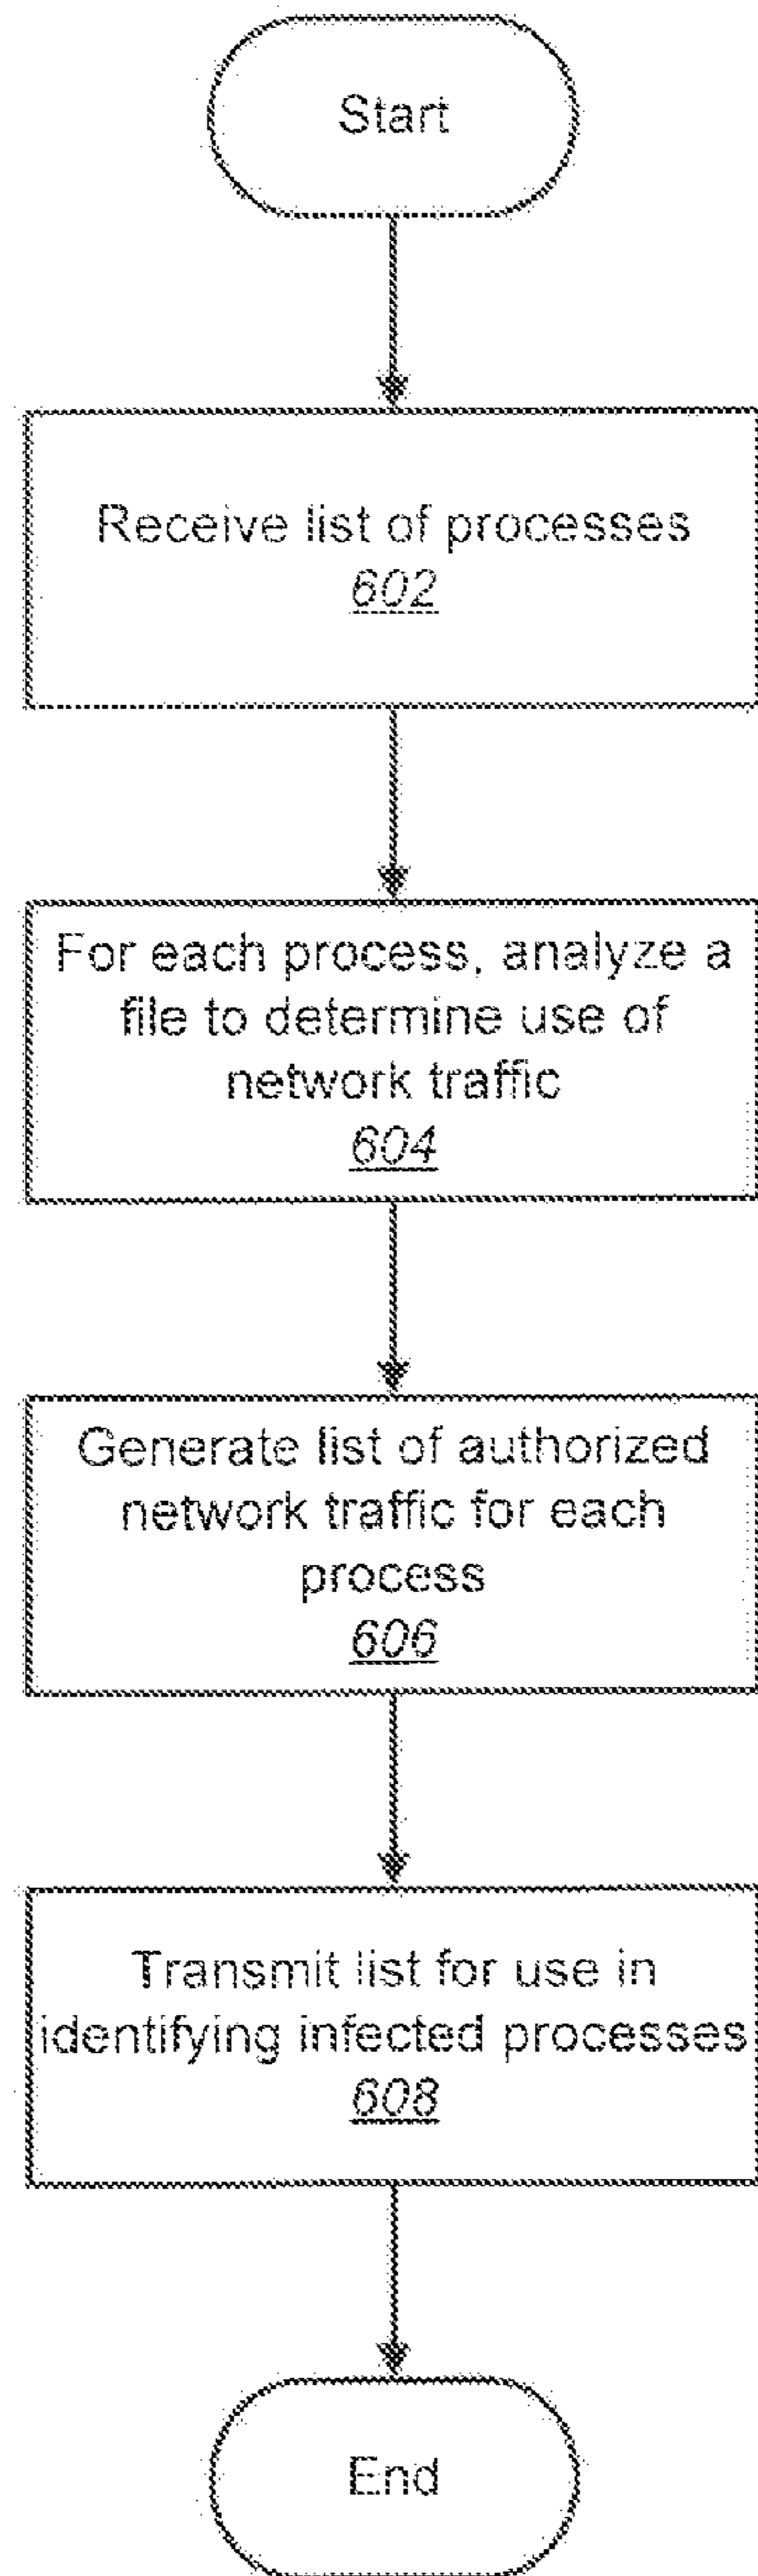 Start
Receive list of processes
602
For each process, analyze a
file to determine use of
network traffic
604
Generate list of authorized
network traffic for each
process
606
Transmit list for use in
identifying infected processes
608
End